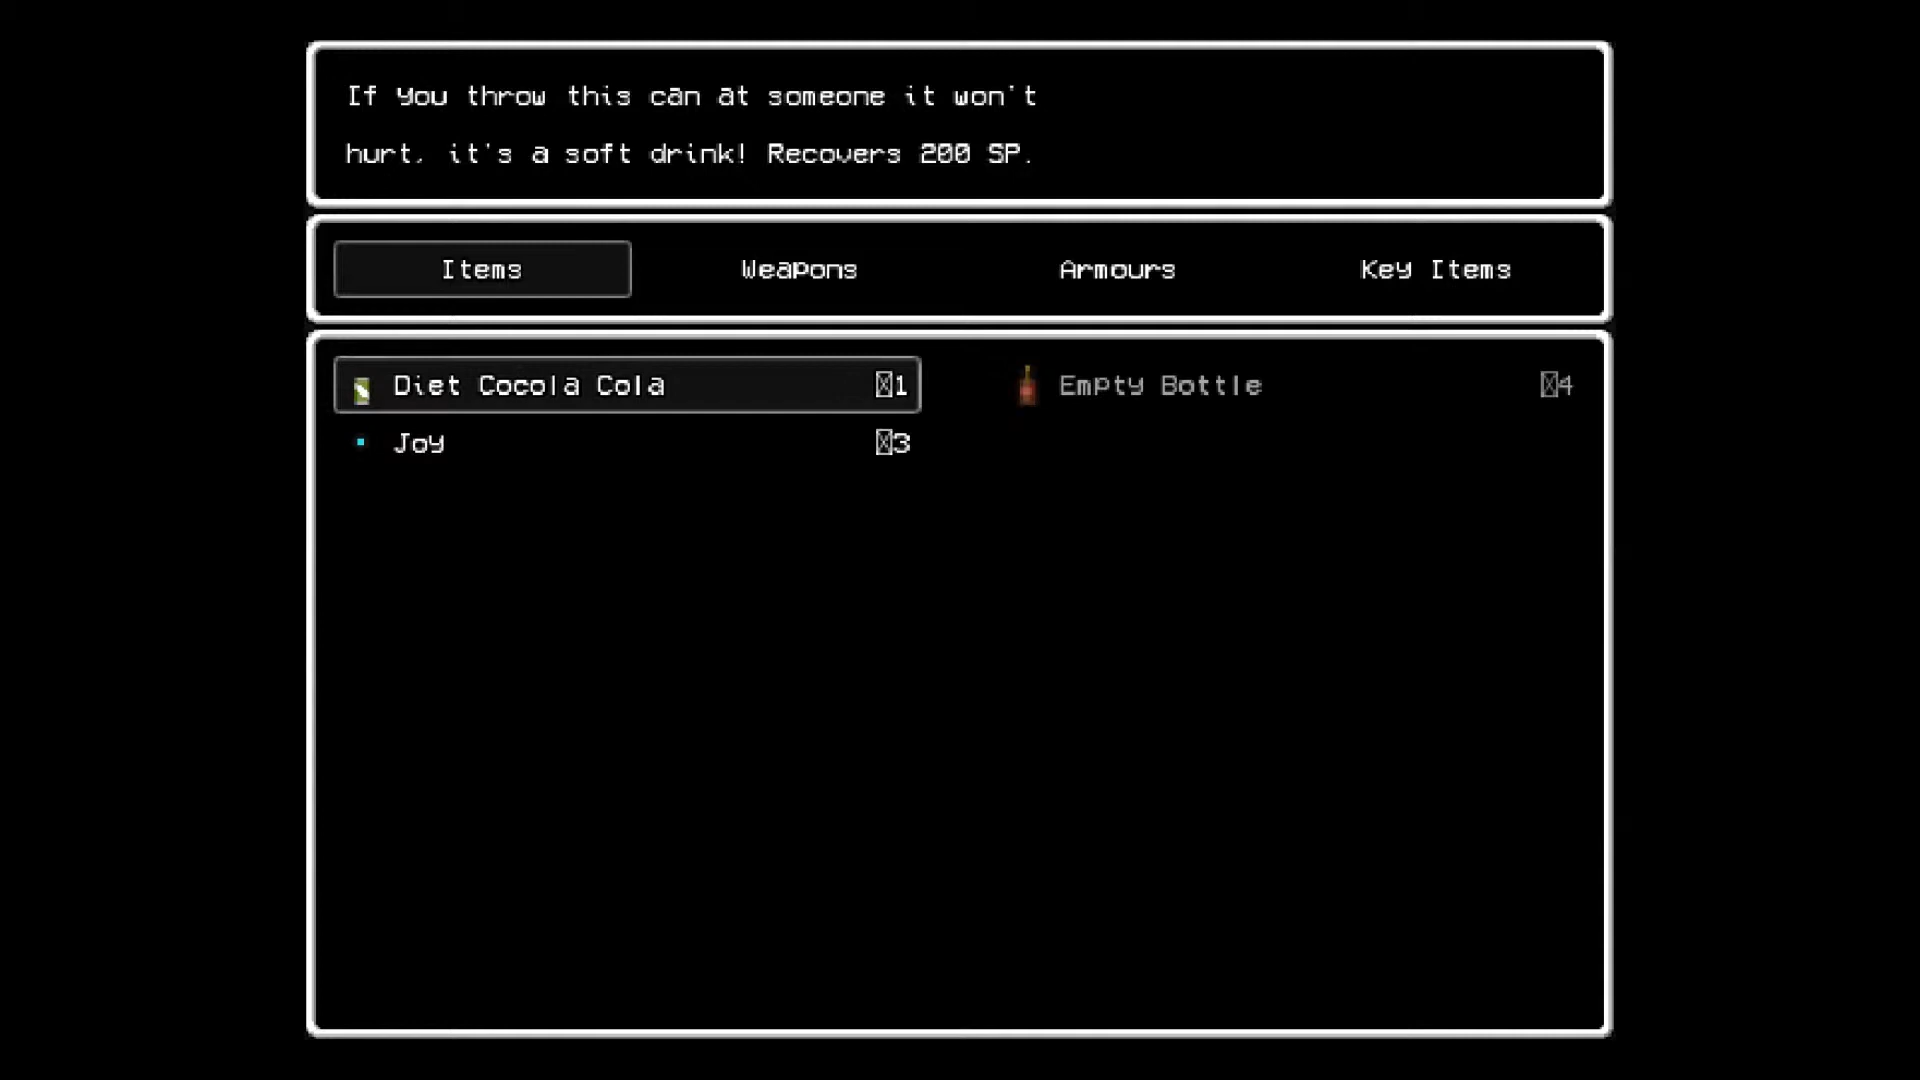 If you throw this can at someone it won't
hurt, it's a soft drink! Recovers 200 SP.
Items Weapons Armours Key Items
Diet Cocola Cola 1 Empty Bottle 4
Joy 3